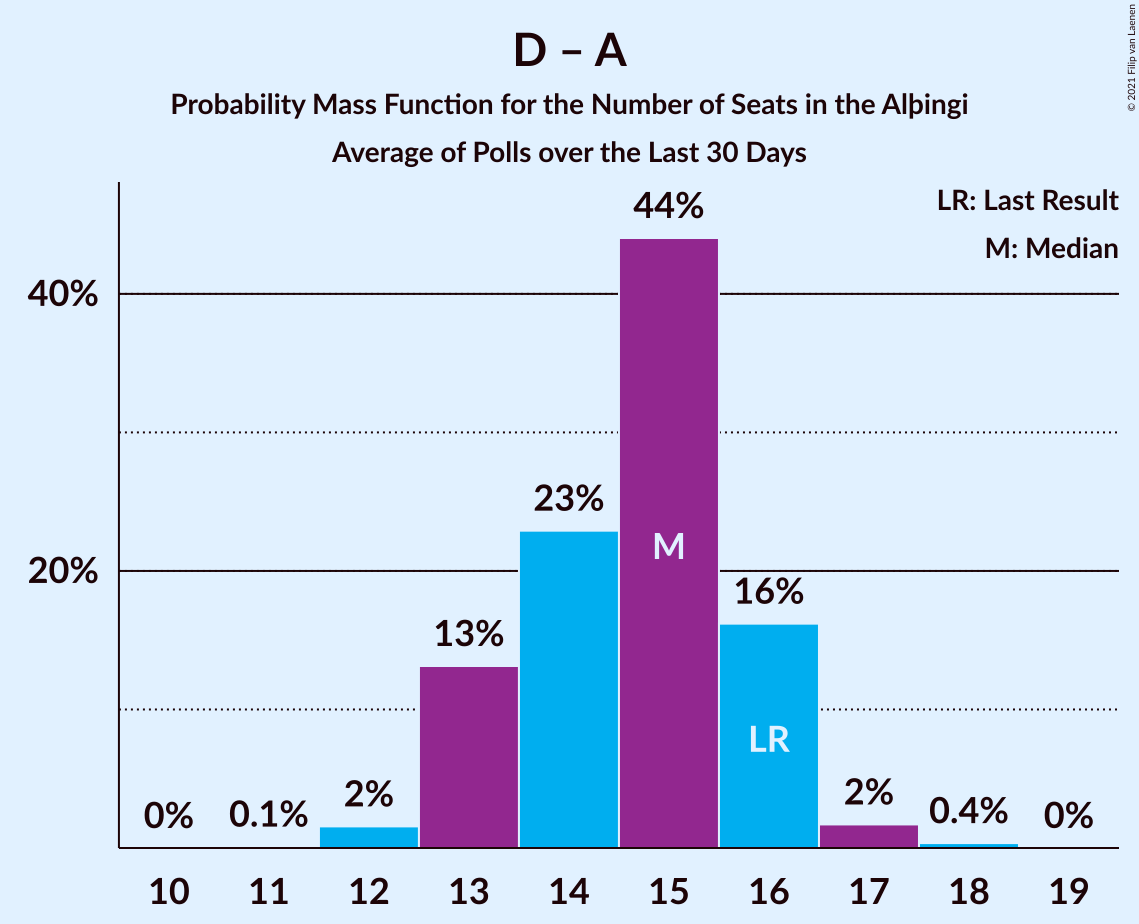 D – A
Probability Mass Function for the Number of Seats in the Alþingi
Average of Polls over the Last 30 Days
© 2021 Filip van Laenen
LR: Last Result
M: Median
40%
20%
0%
0.1%
2%
13%
23%
44%
M
16%
LR
2%
0.4%
0%
10 11 12 13 14 15 16 17 18 19